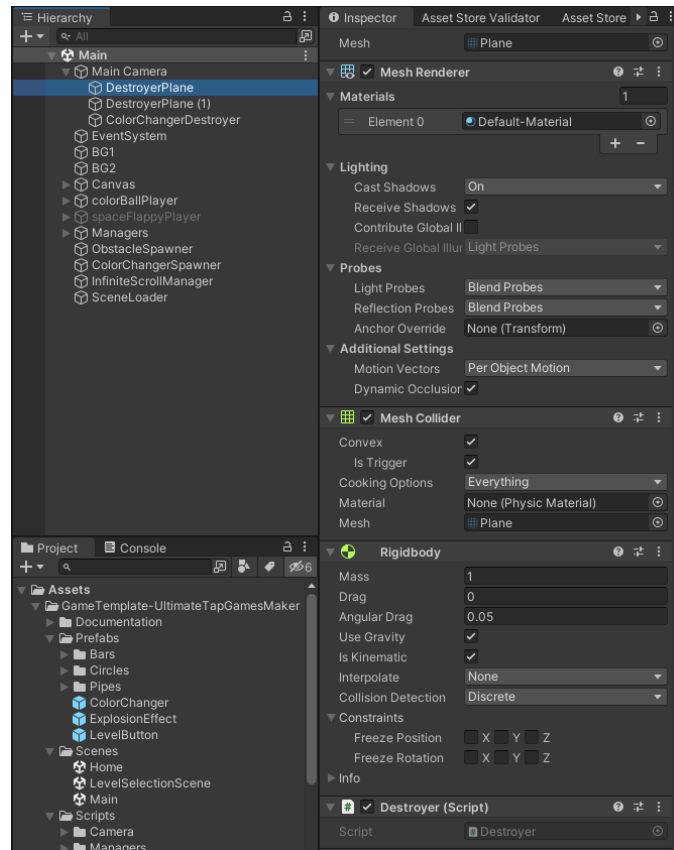 Hierarchy
All
Main
Main Camera
DestroyerPlane
DestroyerPlane (1)
ColorChangerDestroyer
EventSystem
BG1
BG2
Canvas
colorBallPlayer
spaceFlappyPlayer
Managers
ObstacleSpawner
ColorChangerSpawner
InfiniteScrollManager
SceneLoader
Project Console
6
Assets
GameTemplate-UltimateTapGamesMaker
Documentation
Prefabs
Bars
Circles
Pipes
ColorChanger
ExplosionEffect
LevelButton
Scenes
Home
LevelSelectionScene
Main
Scripts
Camera
Managers
Inspector Asset Store Validator Asset Store
Mesh Plane
Mesh Renderer
Materials 1
Element 0 Default-Material
Lighting
Cast Shadows On
Receive Shadows
Contribute Global Il
Receive Global Illur Light Probes
Probes
Light Probes Blend Probes
Reflection Probes Blend Probes
Anchor Override None (Transform)
Additional Settings
Motion Vectors Per Object Motion
Dynamic Occlusion
Mesh Collider
Convex
Is Trigger
Cooking Options Everything
Material None (Physic Material)
Mesh Plane
Rigidbody
Mass 1
Drag 0
Angular Drag 0.05
Use Gravity
Is Kinematic
Interpolate None
Collision Detection Discrete
Constraints
Freeze Position X Y Z
Freeze Rotation X Y Z
Info
# Destroyer (Script)
Script Destroyer